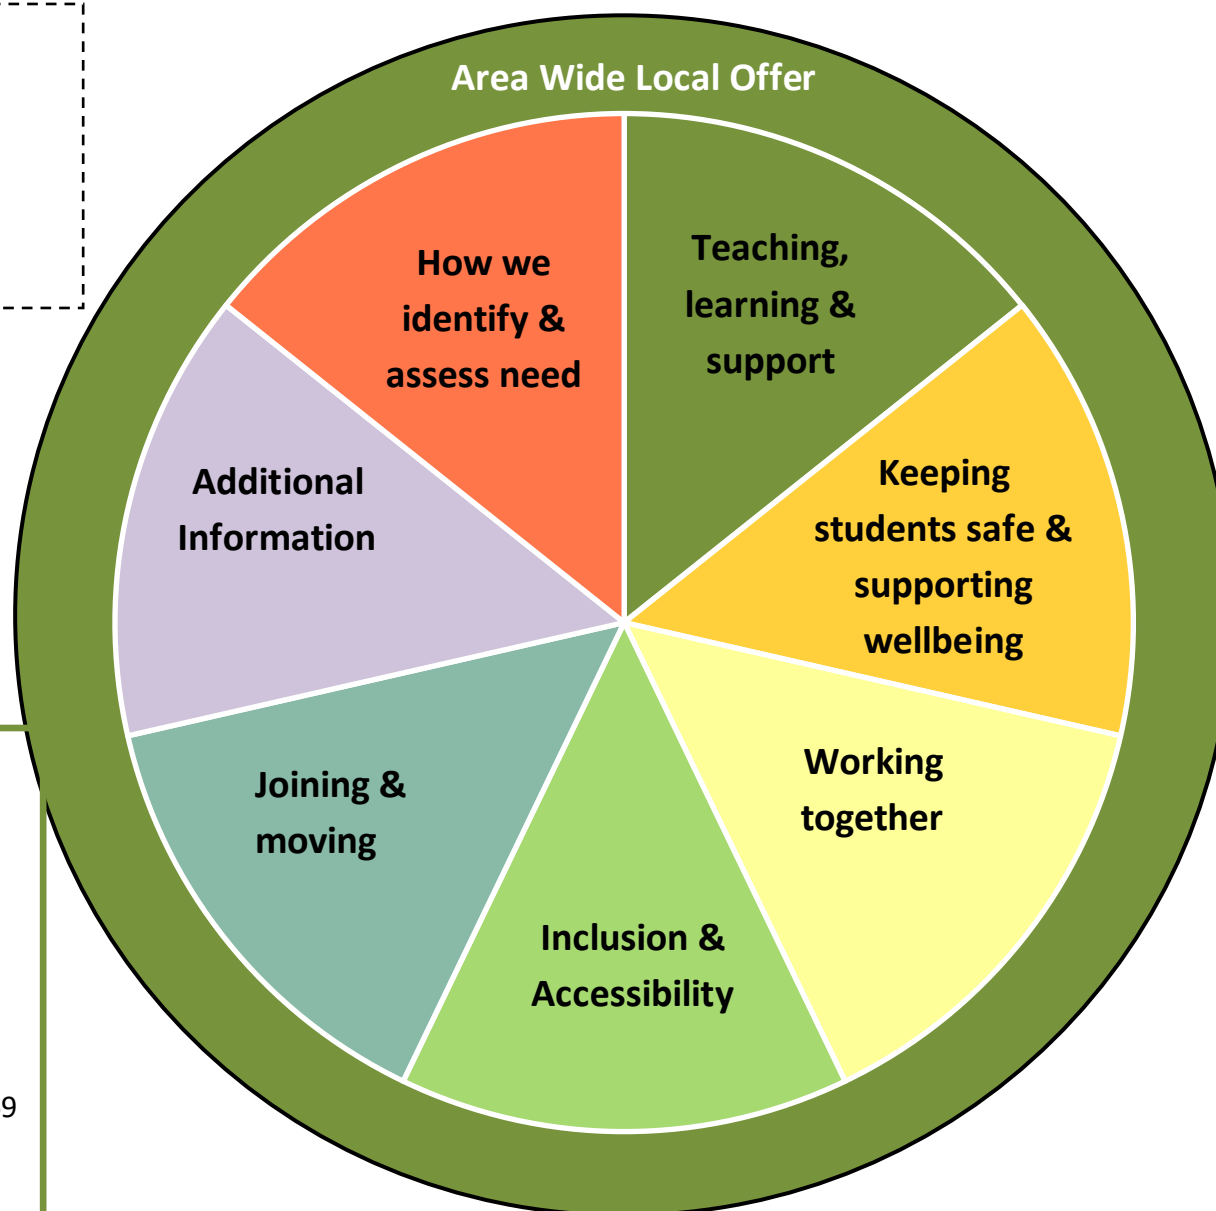 Area Wide Local Offer
How we
identify &
assess need
Teaching,
learning &
support
Keeping
students safe &
supporting
wellbeing
Working
together
Inclusion &
Accessibility
Joining &
moving
Additional
Information
9